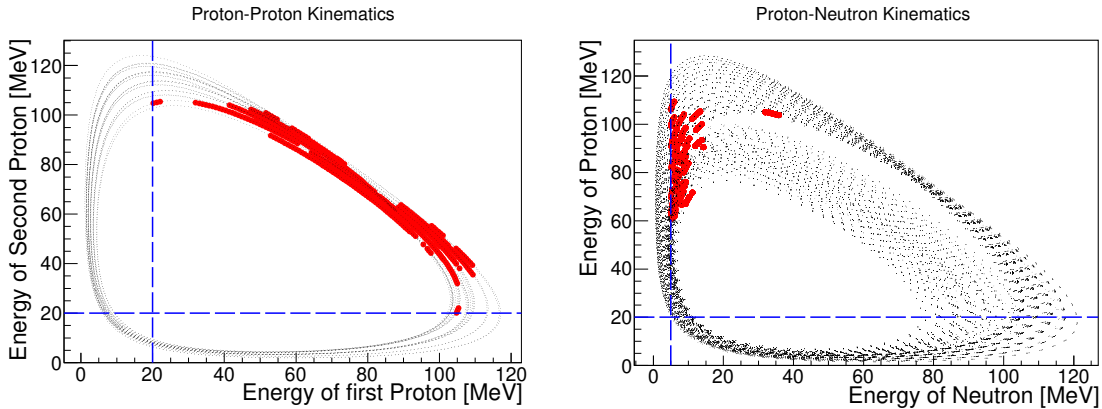 Proton-Proton Kinematics
Energy of Second Proton [MeV]
120
100
80
60
40
20
0
0 20 40 60 80 100 120
Energy of first Proton [MeV]
Proton-Neutron Kinematics
Energy of Proton [MeV]
120
100
80
60
40
20
0
0 20 40 60 80 100 120
Energy of Neutron [MeV]